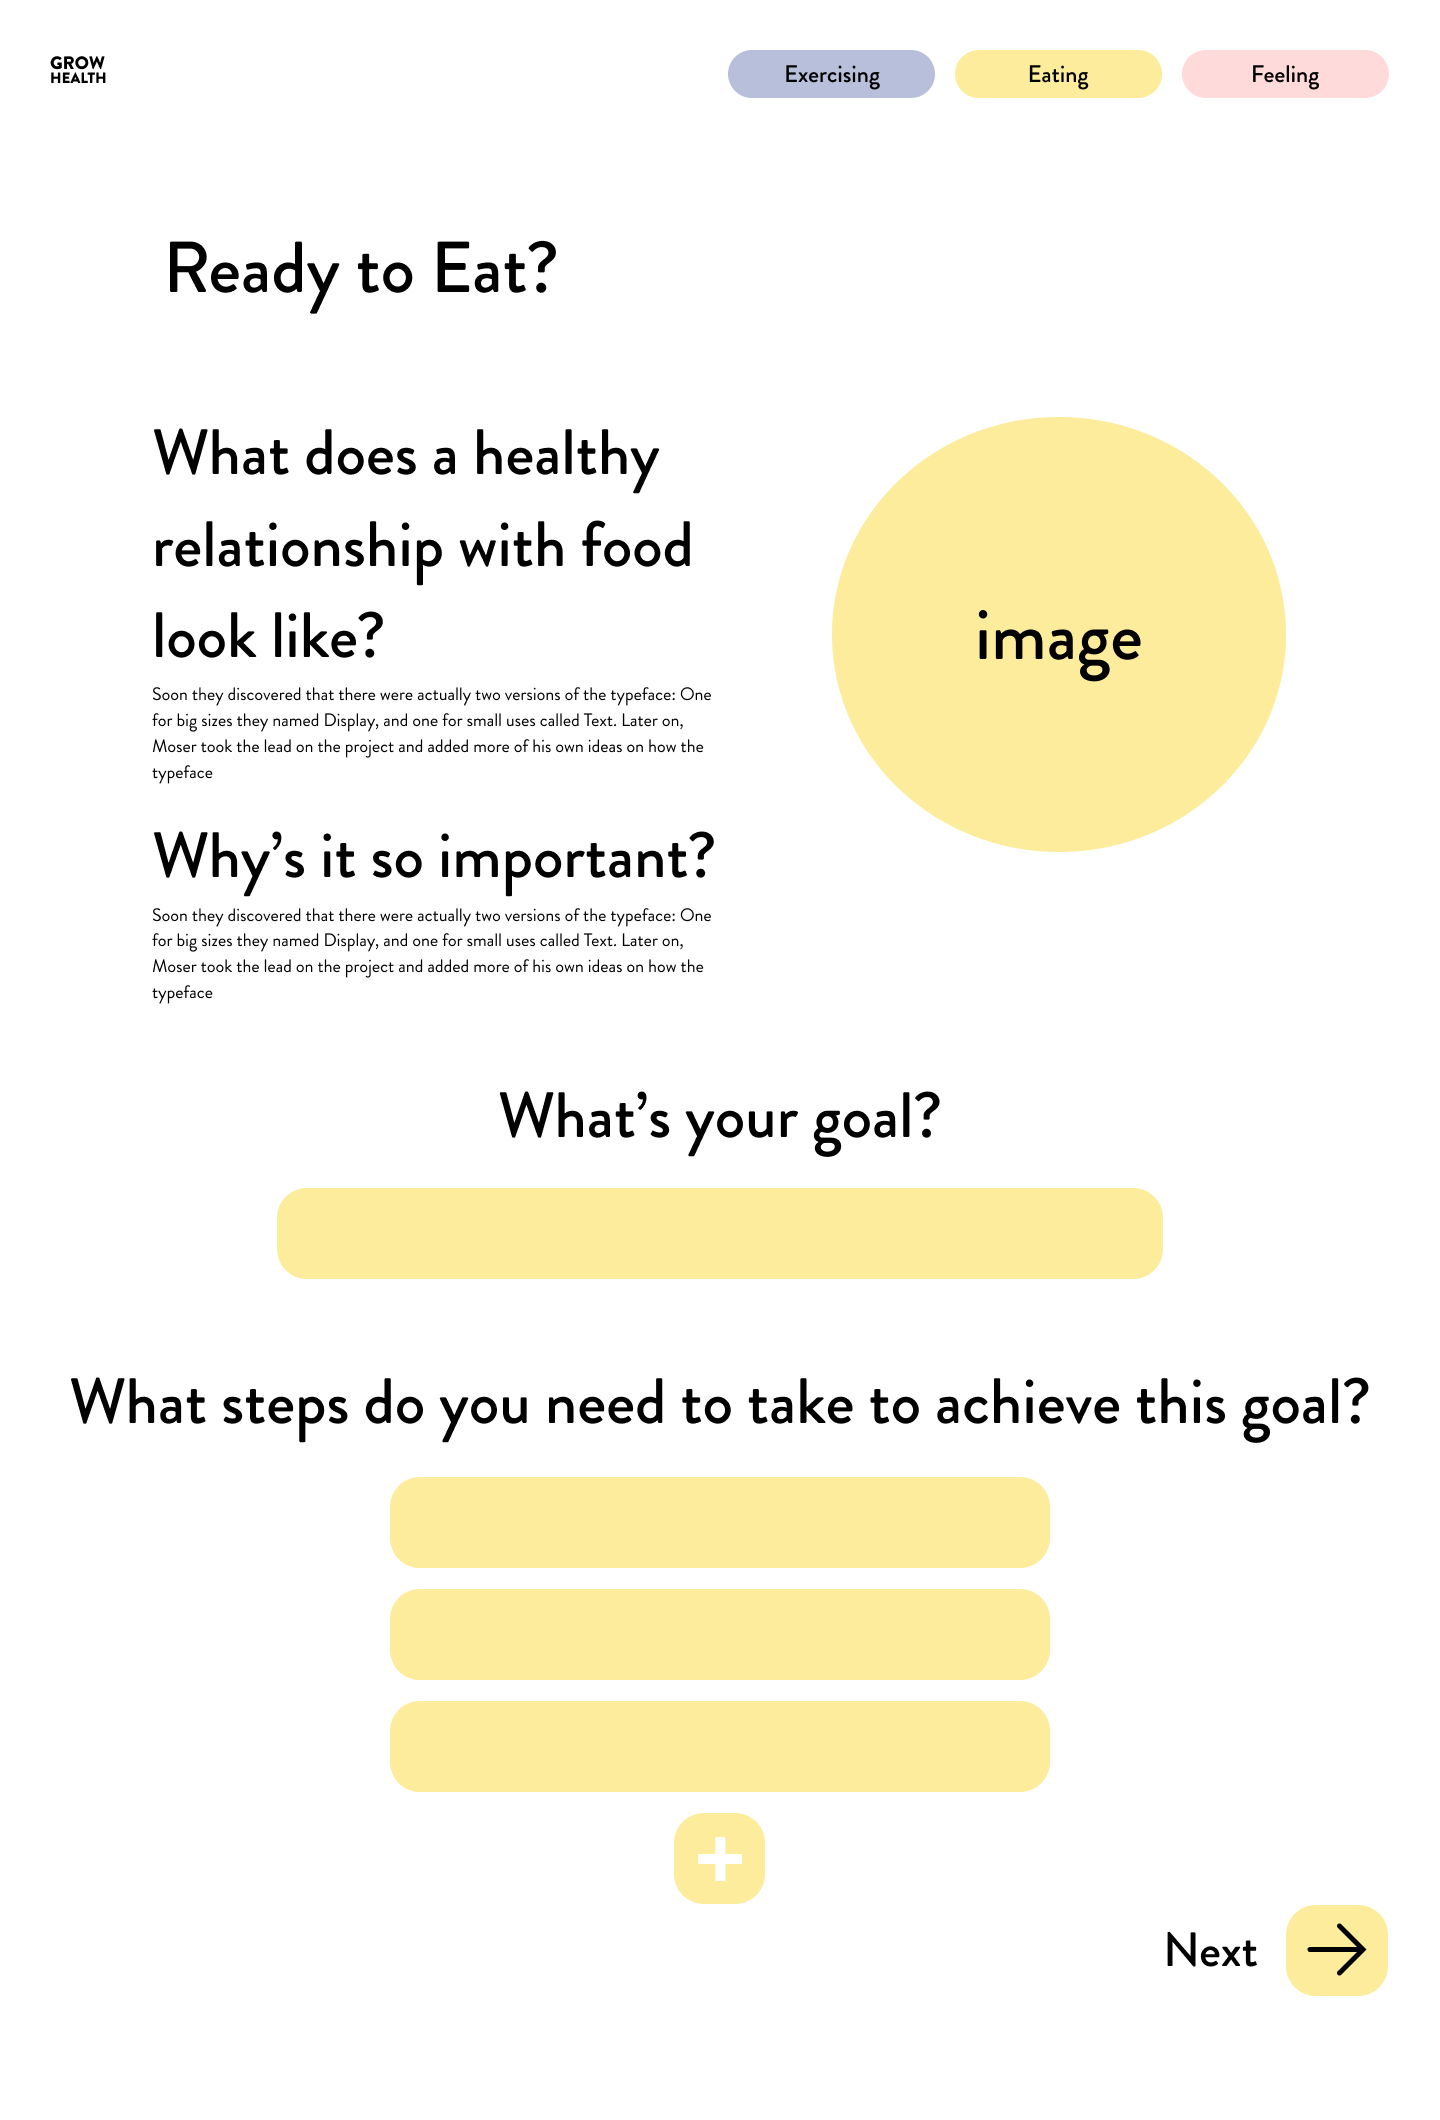 GROW
HEALTH
Exercising
Eating
Feeling
Ready to Eat?
What does a healthy
relationship with food
look like?
Soon they discovered that there were actually two versions of the typeface: One
for big sizes they named Display, and one for small uses called Text. Later on,
Moser took the lead on the project and added more of his own ideas on how the
typeface
image
Why’s it so important?
Soon they discovered that there were actually two versions of the typeface: One
for big sizes they named Display, and one for small uses called Text. Later on,
Moser took the lead on the project and added more of his own ideas on how the
typeface
What’s your goal?
What steps do you need to take to achieve this goal?
+
Next